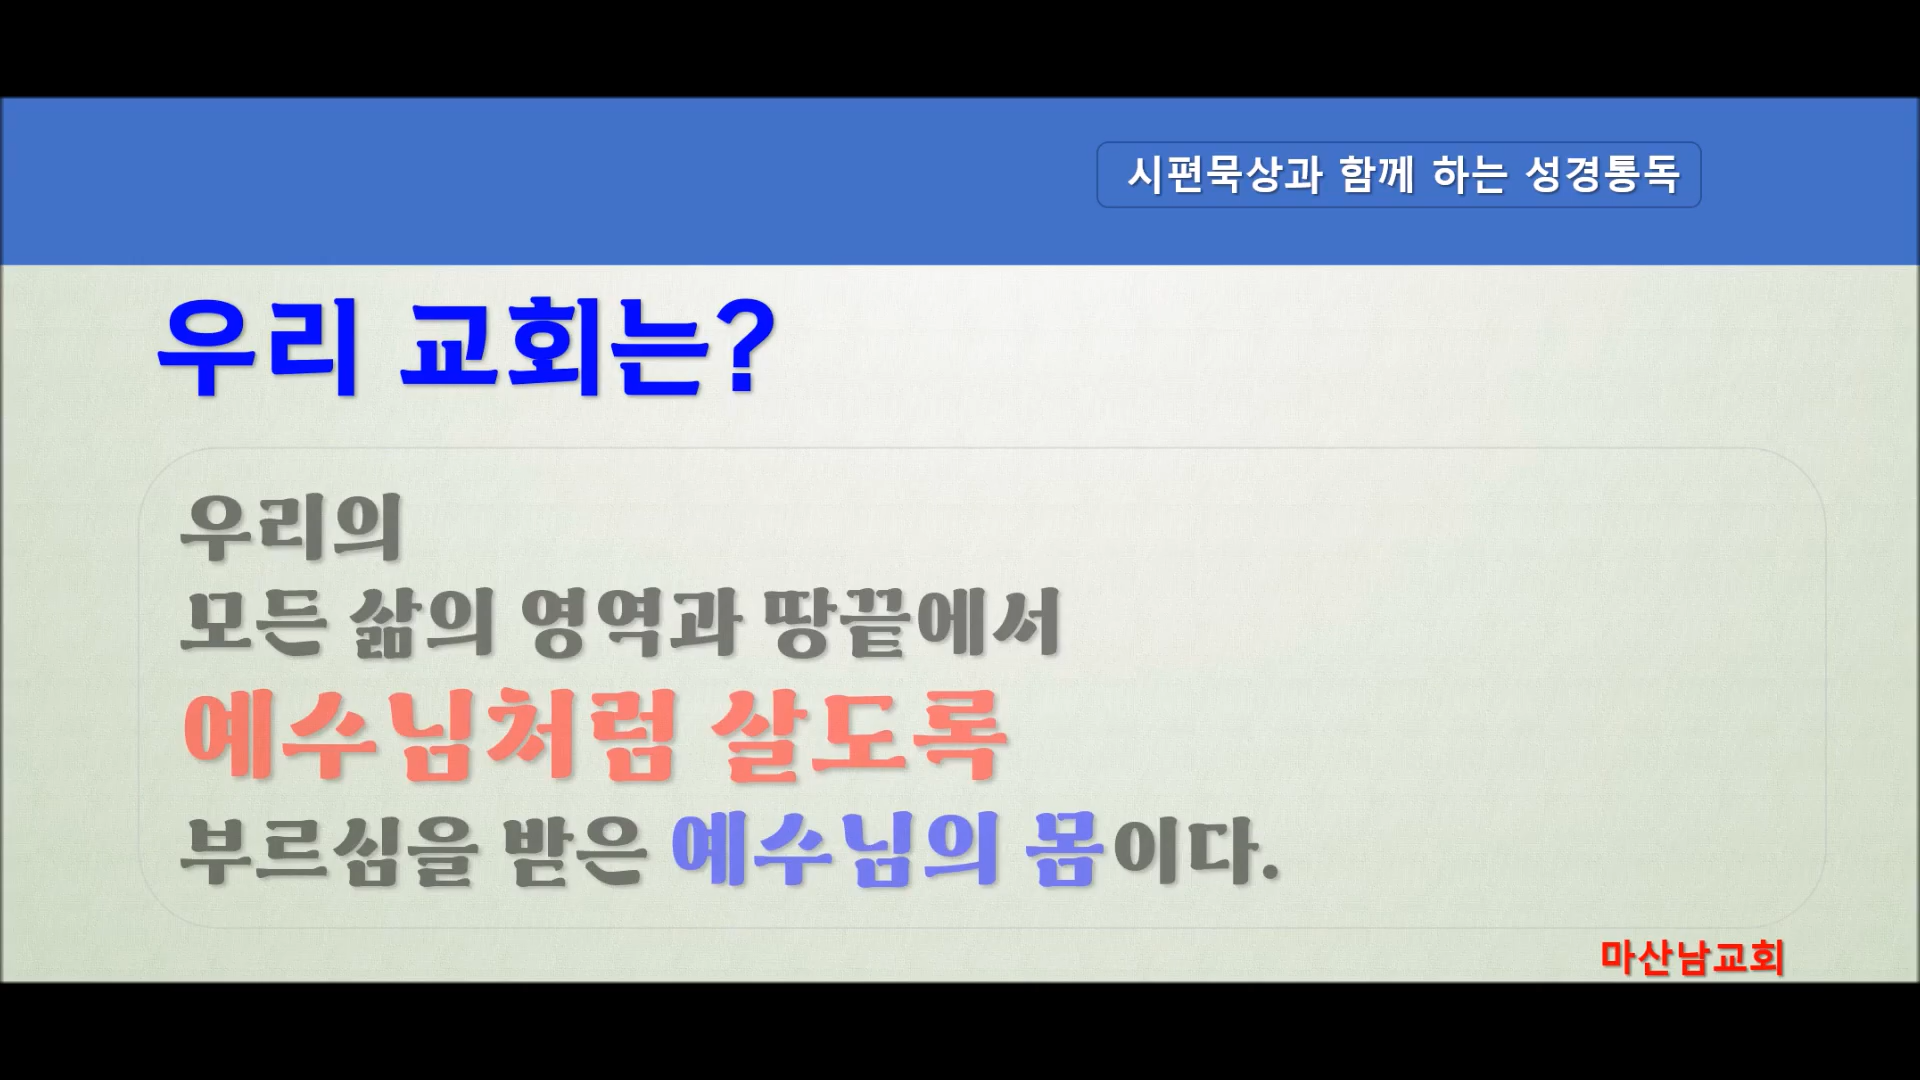 시편묵상과 함께 하는 성경통독
우리 교회는?
우리의
모든 삶의 영역과 땅끝에서
예수님처럼 살도록
부르심을 받은 예수님의 몸이다.
마산남교회